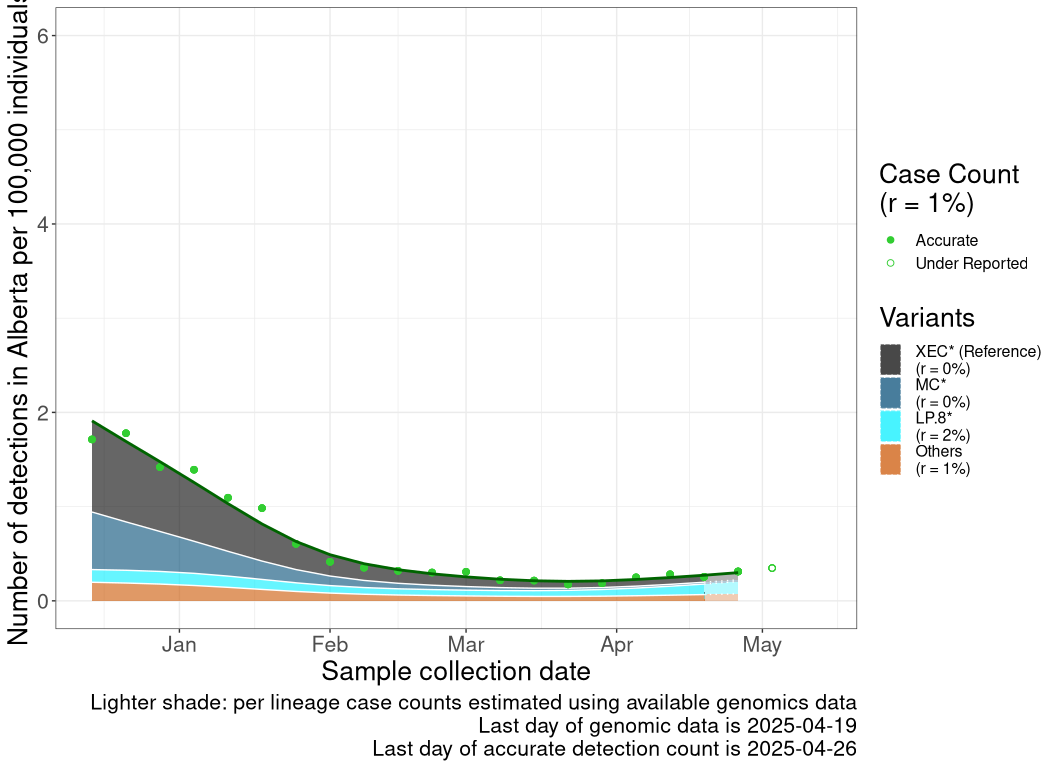 Number of detections in Alberta per 100,000 individuals
6
4
2
0
Jan Feb Mar Apr May
Sample collection date
Lighter shade: per lineage case counts estimated using available genomics data
Last day of genomic data is 2025-04-19
Last day of accurate detection count is 2025-04-26
Case Count
(r = 1%)
Accurate
Under Reported
Variants
XEC* (Reference)
(r = 0%)
MC*
(r = 0%)
LP.8*
(r = 2%)
Others
(r = 1%)